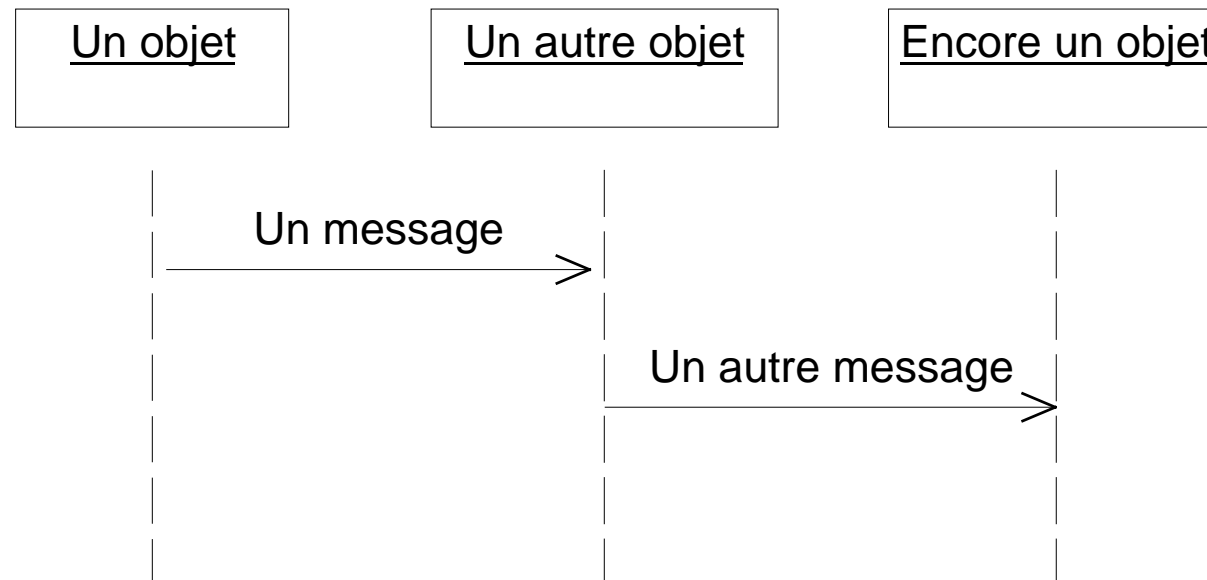 Un objet
Un autre objet
Encore un objet
Un message
Un autre message